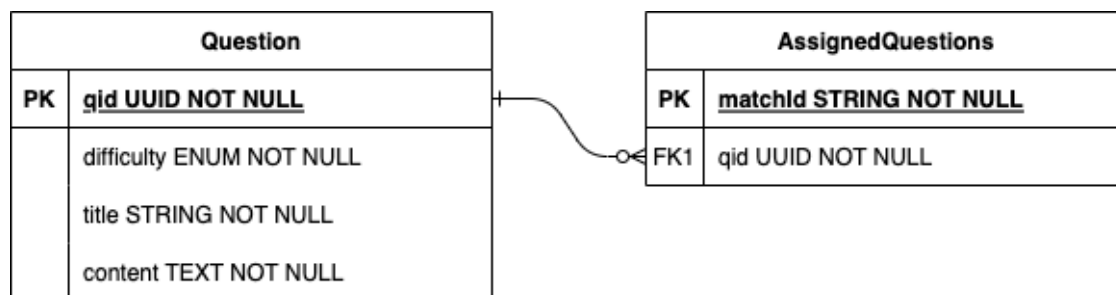 Question
PK qid UUID NOT NULL
difficulty ENUM NOT NULL
title STRING NOT NULL
content TEXT NOT NULL
AssignedQuestions
PK matchId STRING NOT NULL
FK1 qid UUID NOT NULL